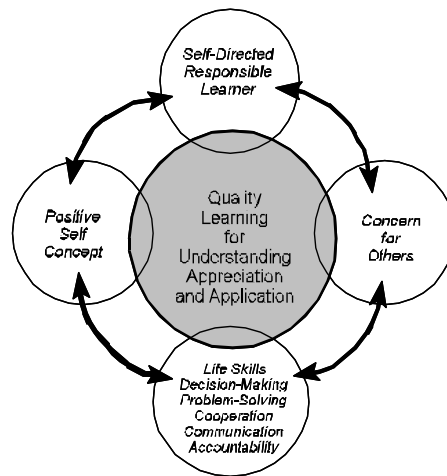 Self-Directed
Responsible
Learner
Positive
Self
Concept
Quality
Learning
for
Understanding
Appreciation
and Application
Concern
for
Others
Life Skills
Decision-Making
Problem-Solving
Cooperation
Communication
Accountability